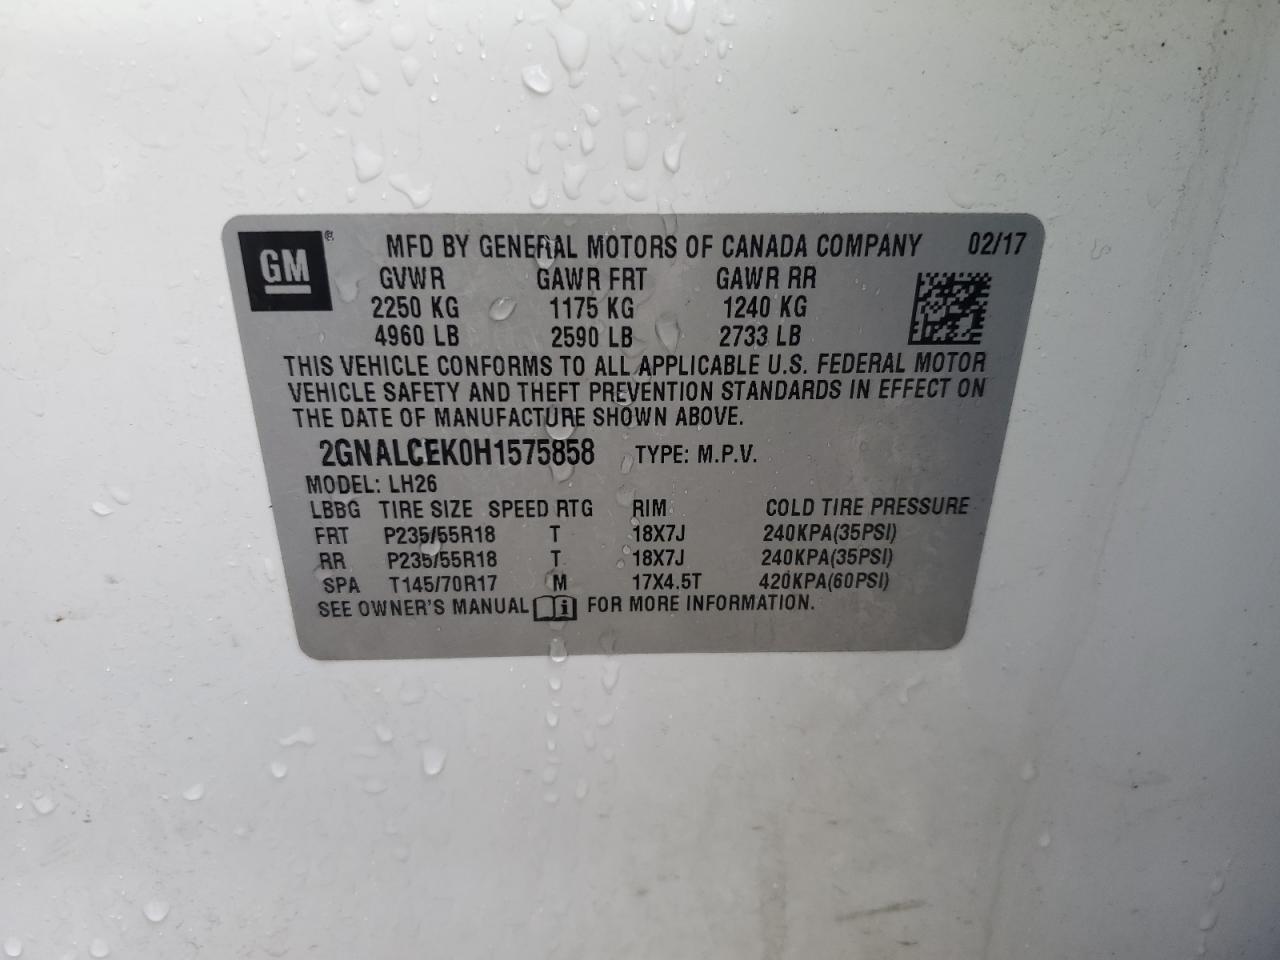 GM ® MFD BY GENERAL MOTORS OF CANADA COMPANY 02/17
GVWR GAWR FRT GAWR RR
2250 KG 1175 KG 1240 KG
4960 LB 2590 LB 2733 LB
THIS VEHICLE CONFORMS TO ALL APPLICABLE U.S. FEDERAL MOTOR
VEHICLE SAFETY AND THEFT PREVENTION STANDARDS IN EFFECT ON
THE DATE OF MANUFACTURE SHOWN ABOVE.
2GNALCEK0H1575858 TYPE: M.P.V.
MODEL: LH26
LBBG TIRE SIZE SPEED RTG RIM COLD TIRE PRESSURE
FRT P235/55R18 T 18X7J 240KPA(35PSI)
RR P235/55R18 T 18X7J 240KPA(35PSI)
SPA T145/70R17 M 17X4.5T 420KPA(60PSI)
SEE OWNER'S MANUAL i FOR MORE INFORMATION.